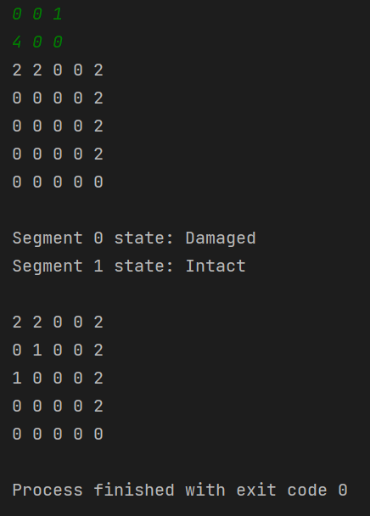 0 0 1
4 0 0
2 2 0 0 2
0 0 0 0 2
0 0 0 0 2
0 0 0 0 2
0 0 0 0 0
Segment 0 state: Damaged
Segment 1 state: Intact
2 2 0 0 2
0 1 0 0 2
1 0 0 0 2
0 0 0 0 2
0 0 0 0 0
Process finished with exit code 0